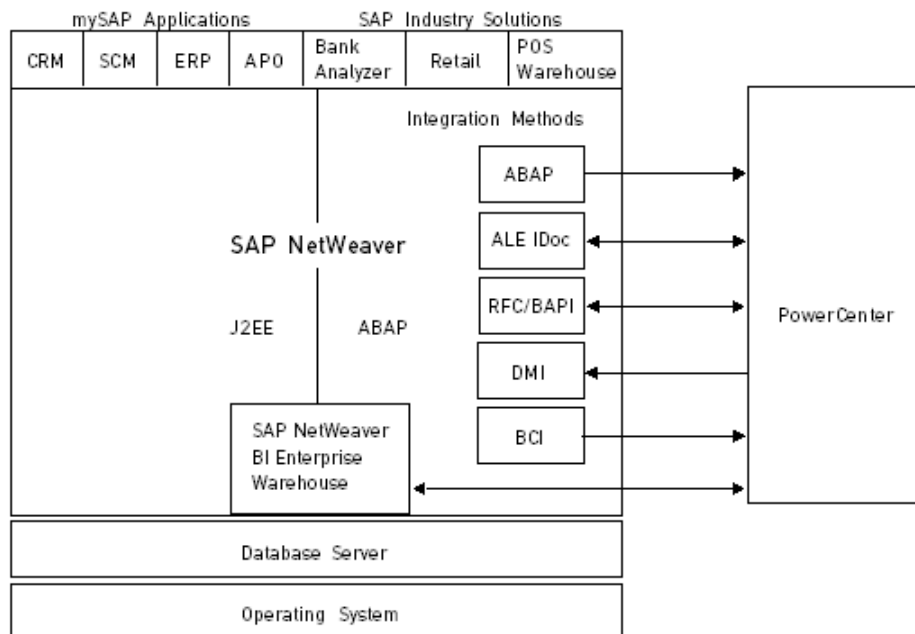 mySAP Applications
SAP Industry Solutions
CRM
SCM
ERP
APO
Bank
Analyzer
Retail
POS
Warehouse
Integration Methods
ABAP
ALE IDoc
RFC/BAPI
DMI
BCI
SAP NetWeaver
J2EE
ABAP
SAP NetWeaver
BI Enterprise
Warehouse
PowerCenter
Database Server
Operating System